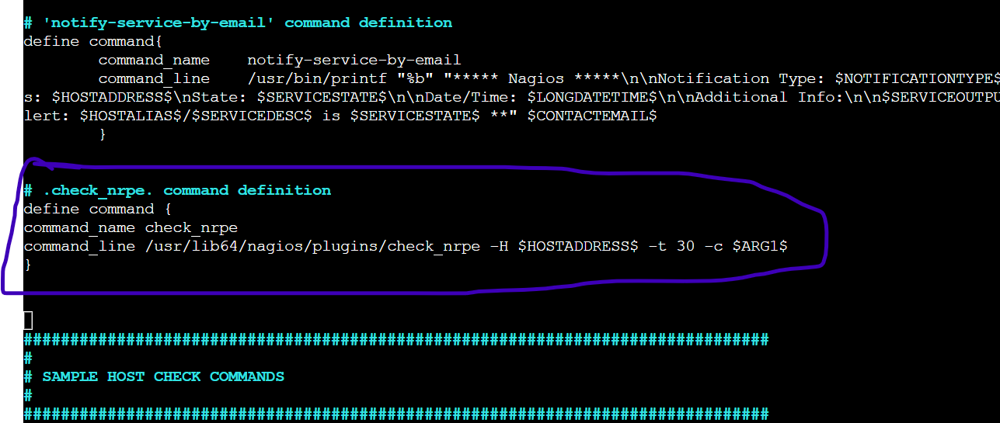 # 'notify-service-by-email' command definition
define command{
command_name notify-service-by-email
command_line /usr/bin/printf "%b" "***** Nagios *****\n\nNotification Type: $NOTIFICATIONTYPE$
s: $HOSTADDRESS$\nState: $SERVICESTATE$\n\nDate/Time: $LONGDATETIME$\n\nAdditional Info:\n\n$SERVICEOUTPU
lert: $HOSTALIAS$/$SERVICEDESC$ is $SERVICESTATE$ **" $CONTACTEMAIL$
}
# .check_nrpe. command definition
define command {
command_name check_nrpe
command_line /usr/lib64/nagios/plugins/check_nrpe -H $HOSTADDRESS$ -t 30 -c $ARG1$
}
################################################################################
#
# SAMPLE HOST CHECK COMMANDS
#
################################################################################